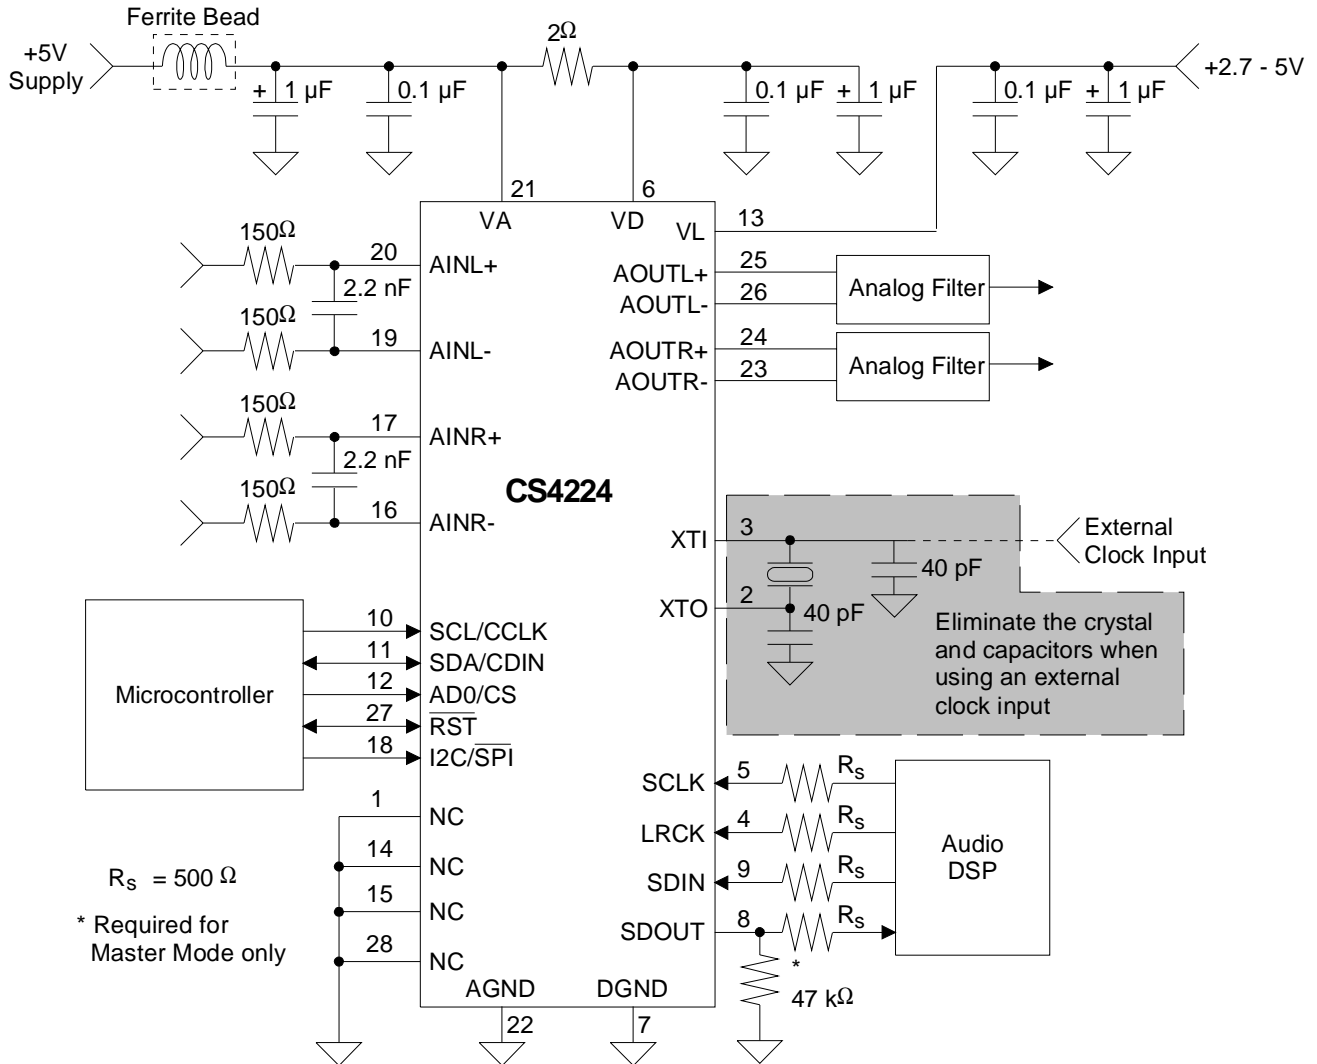 Ferrite Bead
+5V
Supply
2Ω
+2.7 - 5V
+ 1 µF
0.1 µF
0.1 µF
+ 1 µF
0.1 µF
+ 1 µF
21
6
VA
VD
VL
13
150Ω
20
AINL+
2.2 nF
150Ω
19
AINL-
150Ω
17
AINR+
2.2 nF
150Ω
16
AINR-
AOUTL+
25
AOUTL-
26
Analog Filter
AOUTR+
24
AOUTR-
23
Analog Filter
CS4224
XTI
3
40 pF
External
Clock Input
XTO
2
40 pF
Eliminate the crystal
and capacitors when
using an external
clock input
Microcontroller
10
SCL/CCLK
11
SDA/CDIN
12
AD0/CS
27
RST
18
I2C/SPI
1
NC
14
NC
15
NC
28
NC
Rs = 500 Ω
* Required for
Master Mode only
SCLK
5
Rs
LRCK
4
Rs
SDIN
9
Rs
SDOUT
8
Rs
Audio
DSP
*
47 kΩ
AGND
DGND
22
7